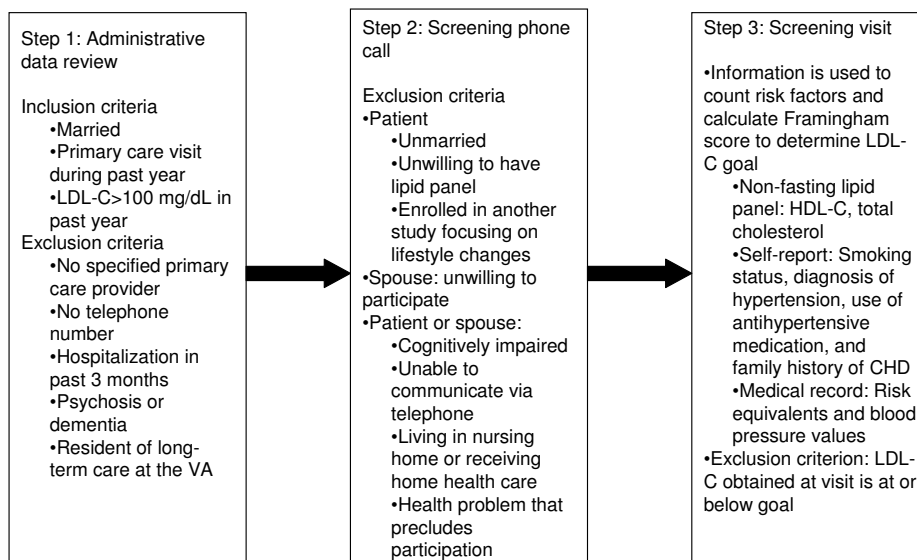 Step 1: Administrative
data review
Inclusion criteria
•Married
•Primary care visit
during past year
•LDL-C>100 mg/dL in
past year
Exclusion criteria
•No specified primary
care provider
•No telephone
number
•Hospitalization in
past 3 months
•Psychosis or
dementia
•Resident of long-
term care at the VA
Step 2: Screening phone
call
Exclusion criteria
•Patient
•Unmarried
•Unwilling to have
lipid panel
•Enrolled in another
study focusing on
lifestyle changes
•Spouse: unwilling to
participate
•Patient or spouse:
•Cognitively impaired
•Unable to
communicate via
telephone
•Living in nursing
home or receiving
home health care
•Health problem that
precludes
participation
Step 3: Screening visit
•Information is used to
count risk factors and
calculate Framingham
score to determine LDL-
C goal
•Non-fasting lipid
panel: HDL-C, total
cholesterol
•Self-report: Smoking
status, diagnosis of
hypertension, use of
antihypertensive
medication, and
family history of CHD
•Medical record: Risk
equivalents and blood
pressure values
•Exclusion criterion: LDL-
C obtained at visit is at or
below goal